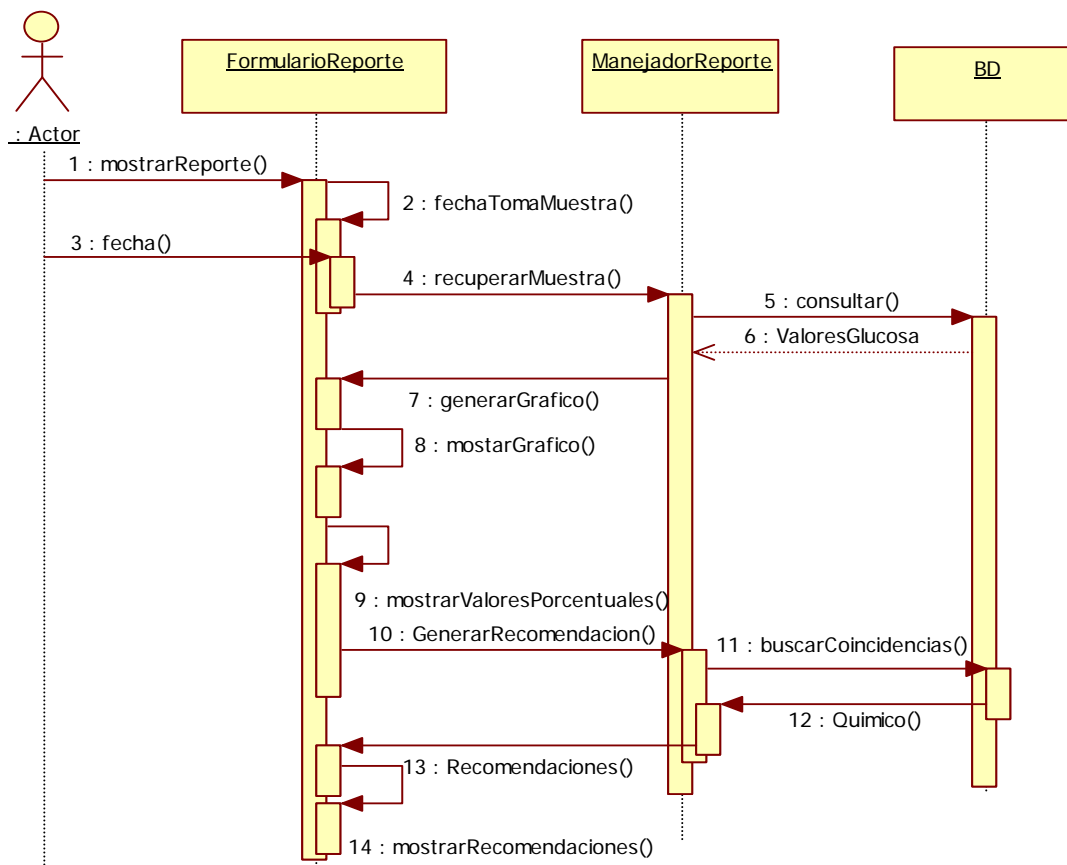 FormularioReporte
ManejadorReporte
BD
: Actor
1 : mostrarReporte()
2 : fechaTomaMuestra()
3 : fecha()
4 : recuperarMuestra()
5 : consultar()
6 : ValoresGlucosa
7 : generarGrafico()
8 : mostarGrafico()
9 : mostrarValoresPorcentuales()
10 : GenerarRecomendacion()
11 : buscarCoincidencias()
12 : Quimico()
13 : Recomendaciones()
14 : mostrarRecomendaciones()